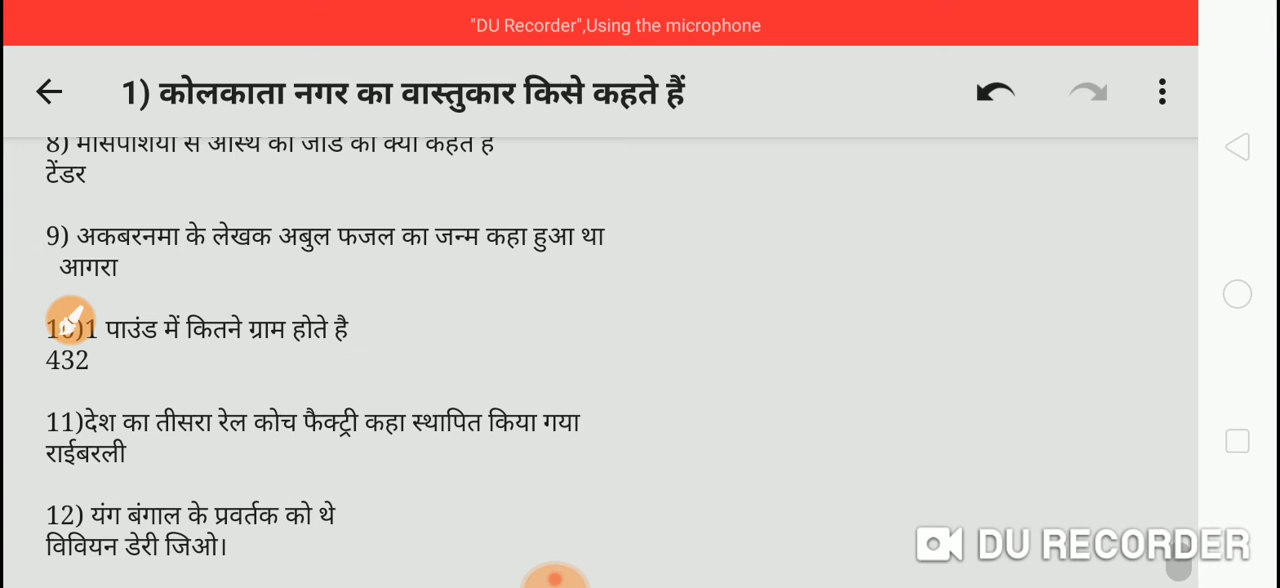 "DU Recorder",Using the microphone
1) कोलकाता नगर का वास्तुकार किसे कहते हैं
8) मांसपेशियों से अस्थि की जोड़ को क्या कहते हैं
टेंडर
9) अकबरनमा के लेखक अबुल फजल का जन्म कहा हुआ था
आगरा
10)1 पाउंड में कितने ग्राम होते है
432
11)देश का तीसरा रेल कोच फैक्ट्री कहा स्थापित किया गया
राईबरली
12) यंग बंगाल के प्रवर्तक को थे
विवियन डेरी जिओ।
DU RECORDER